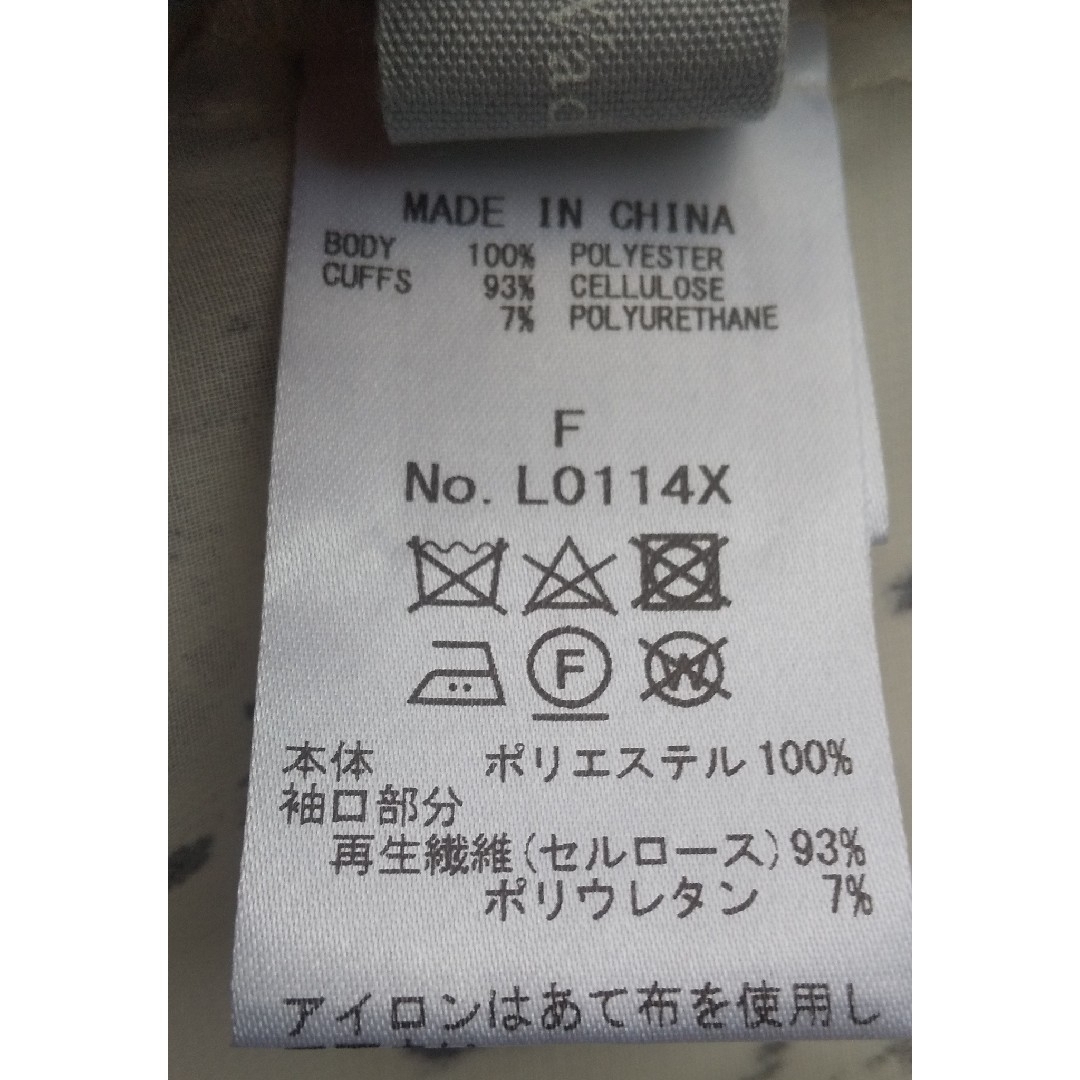 MADE IN CHINA
BODY 100% POLYESTER
CUFFS 93% CELLULOSE
7% POLYURETHANE
F
No. L0114X
F
W
本体 ポリエステル 100%
袖口部分
再生繊維(セルロース) 93%
ポリウレタン 7%
アイロンはあて布を使用し